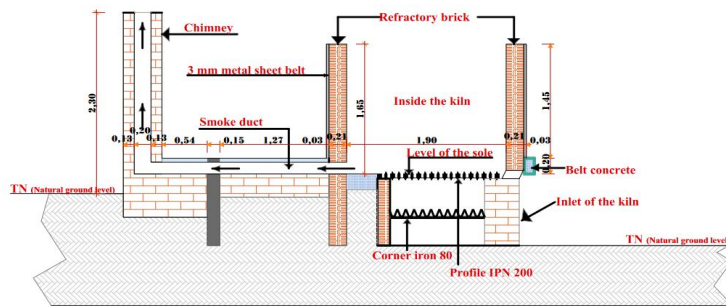 Refractory brick
Chimney
3 mm metal sheet belt
2,30
1,65
1,45
Inside the kiln
Smoke duct
0,13
0,20
0,13
0,54
0,15
1,27
0,03
0,21
1,90
0,21
0,03
Level of the sole
0,20
Belt concrete
TN (Natural ground level)
Inlet of the kiln
TN (Natural ground level)
Corner iron 80
Profile IPN 200